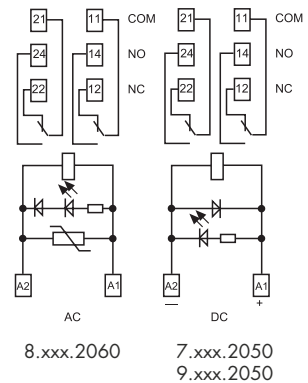 21 11 COM 21 11 COM
24 14 NO 24 14 NO
22 12 NC 22 12 NC
A2 A1 A2 A1
— +
AC DC
8.xxx.2060 7.xxx.2050
9.xxx.2050